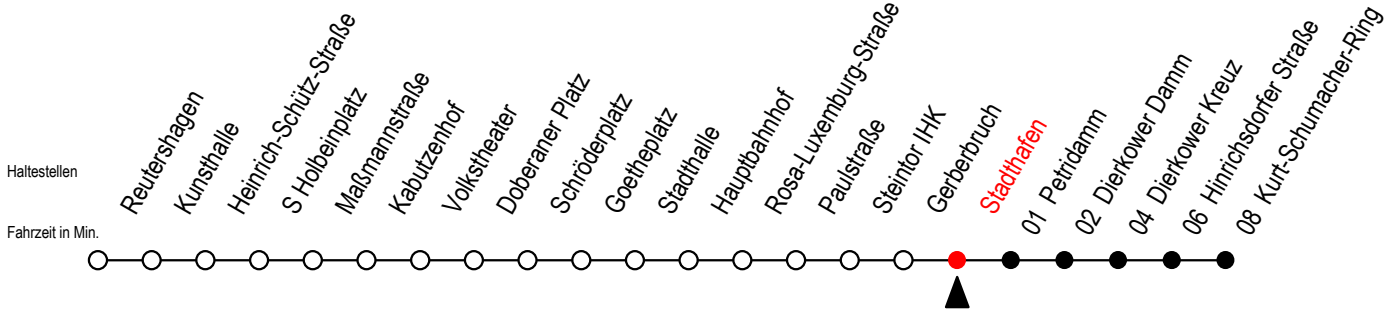 Haltestellen
Fahrzeit in Min.
Reutershagen
Kunsthalle
Heinrich-Schütz-Straße
S Holbeinplatz
Maßmannstraße
Kabutzenhof
Volkstheater
Doberaner Platz
Schröderplatz
Goetheplatz
Stadthalle
Hauptbahnhof
Rosa-Luxemburg-Straße
Paulstraße
Steintor IHK
Gerberbruch
Stadthafen
01 Petridamm
02 Dierkower Damm
04 Dierkower Kreuz
06 Hinrichsdorfer Straße
08 Kurt-Schumacher-Ring